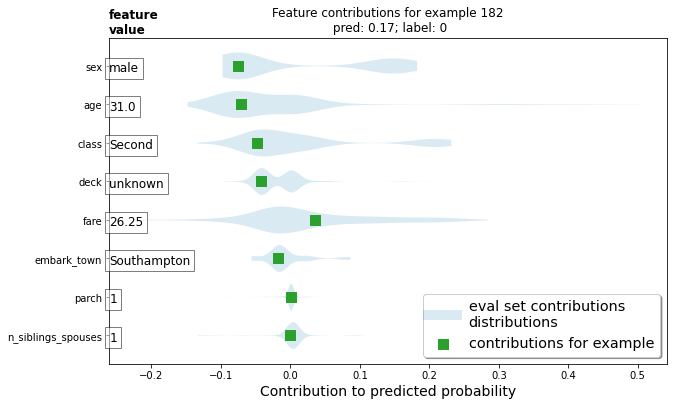 feature
value
Feature contributions for example 182
pred: 0.17; label: 0
sex
male
age
31.0
class
Second
deck
unknown
fare
26.25
embark_town
Southampton
parch
1
n_siblings_spouses
1
eval set contributions
distributions
contributions for example
−0.2 −0.1 0.0 0.1 0.2 0.3 0.4 0.5
Contribution to predicted probability